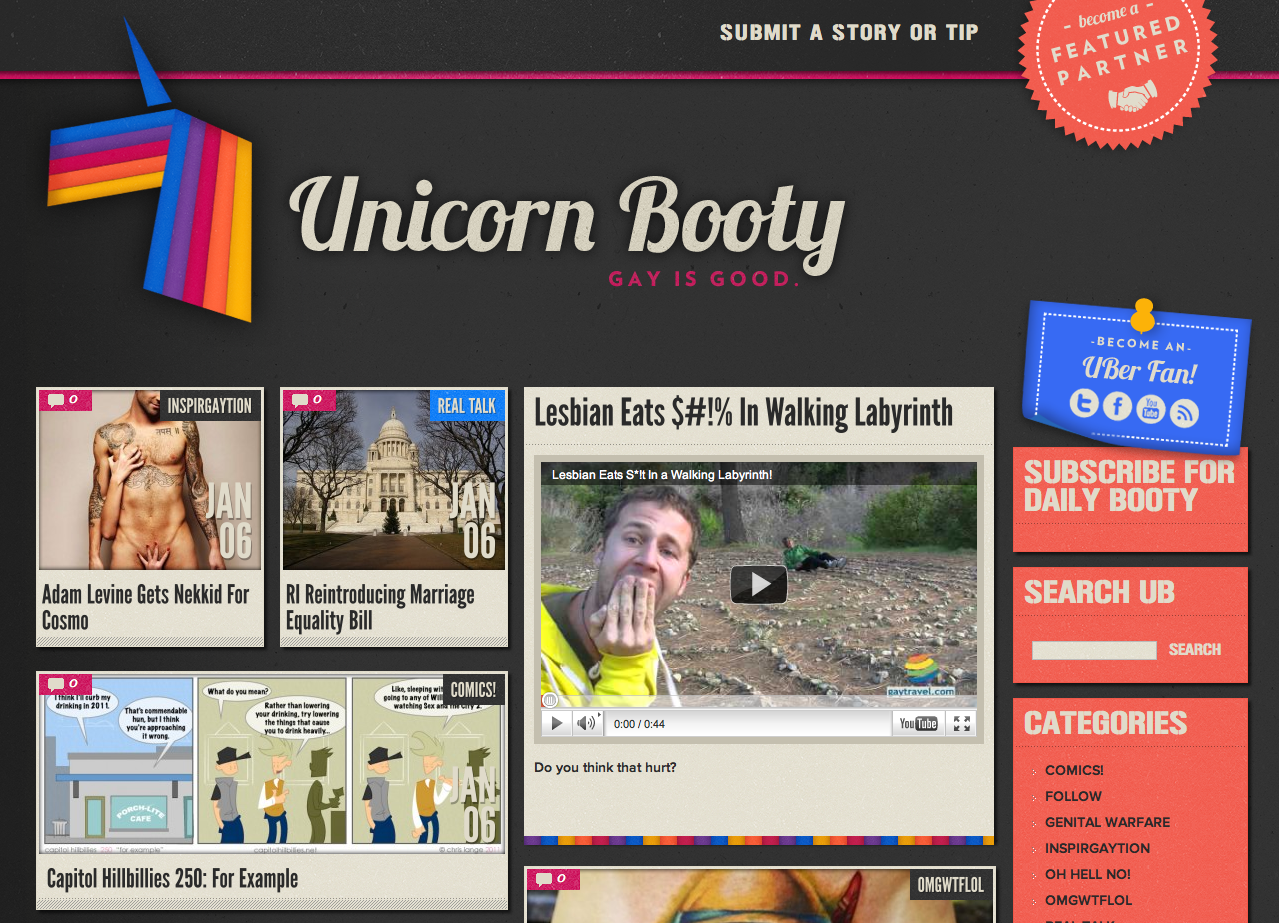 SUBMIT A STORY OR TIP
- become a -
FEATURED
PARTNER
Unicorn Booty
GAY IS GOOD.
-BECOME AN-
UBer Fan!
You
Tube
0
INSPIRGAYTION
JAN
06
Adam Levine Gets Nekkid For
Cosmo
0
REAL TALK
JAN
06
RI Reintroducing Marriage
Equality Bill
Lesbian Eats $#!% In Walking Labyrinth
Lesbian Eats S*!t In a Walking Labyrinth!
gaytravel.com
0:00 / 0:44
YouTube
Do you think that hurt?
SUBSCRIBE FOR
DAILY BOOTY
SEARCH UB
SEARCH
CATEGORIES
COMICS!
FOLLOW
GENITAL WARFARE
INSPIRGAYTION
OH HELL NO!
OMGWTFLOL
0
COMICS!
I think I'll curb my
drinking in 2011.
That's commendable
hun, but I think
you're approaching
it wrong.
PORCH-LITE
CAFE
What do you mean?
Rather than lowering
your drinking, try lowering
the things that cause
you to drink heavily...
Like, sleeping wit
going to any of Wil
watching Sex and the City 2.
JAN
06
capitol hillbillies 250 "for example"
capitolhillbillies.net
© chris lange 2011
Capitol Hillbillies 250: For Example
0
OMGWTFLOL